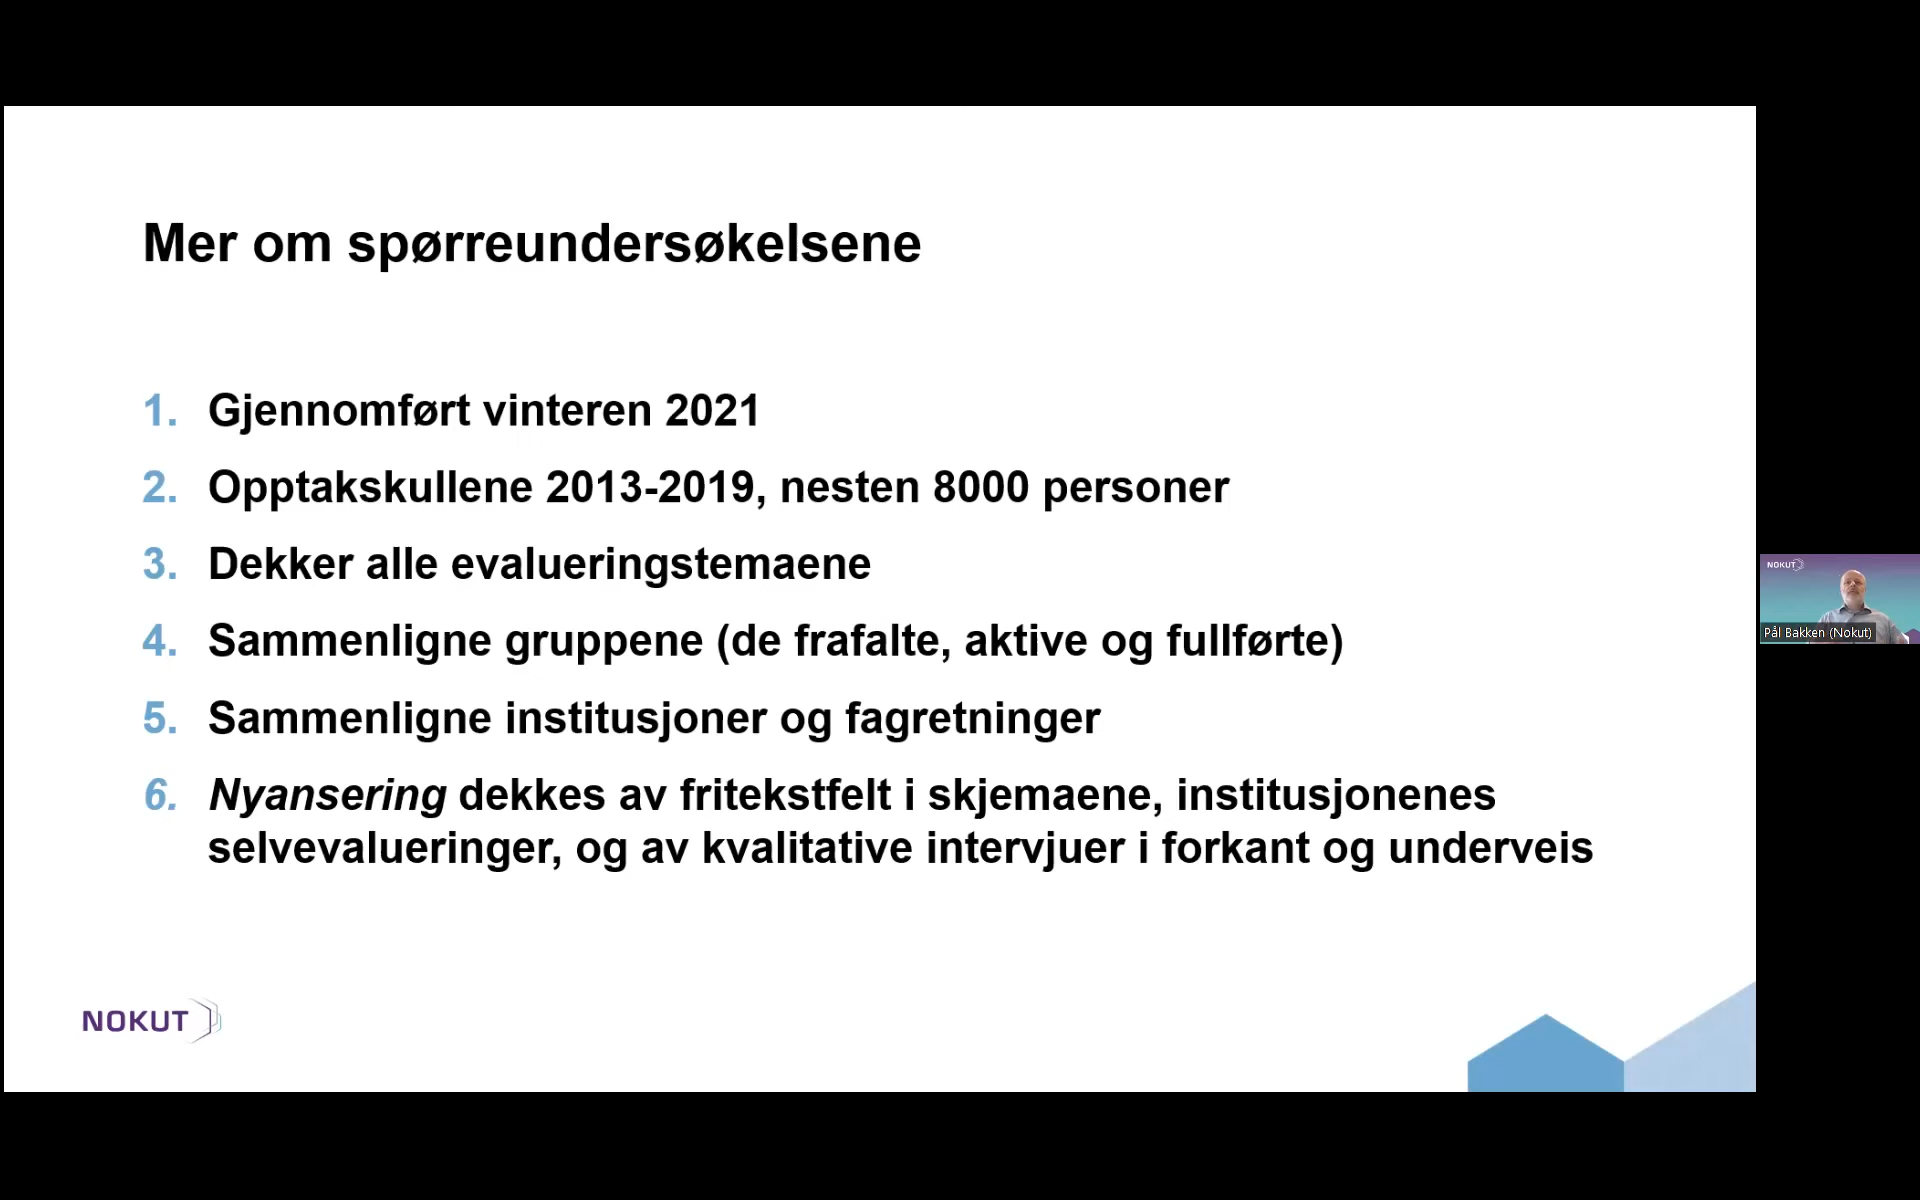 Mer om spørreundersøkelsene
1. Gjennomført vinteren 2021
2. Opptakskullene 2013-2019, nesten 8000 personer
3. Dekker alle evalueringstemaene
4. Sammenligne gruppene (de frafalte, aktive og fullførte)
5. Sammenligne institusjoner og fagretninger
6. Nyansering dekkes av fritekstfelt i skjemaene, institusjonenes
selvevalueringer, og av kvalitative intervjuer i forkant og underveis
NOKUT
NOKUT
Pål Bakken (Nokut)